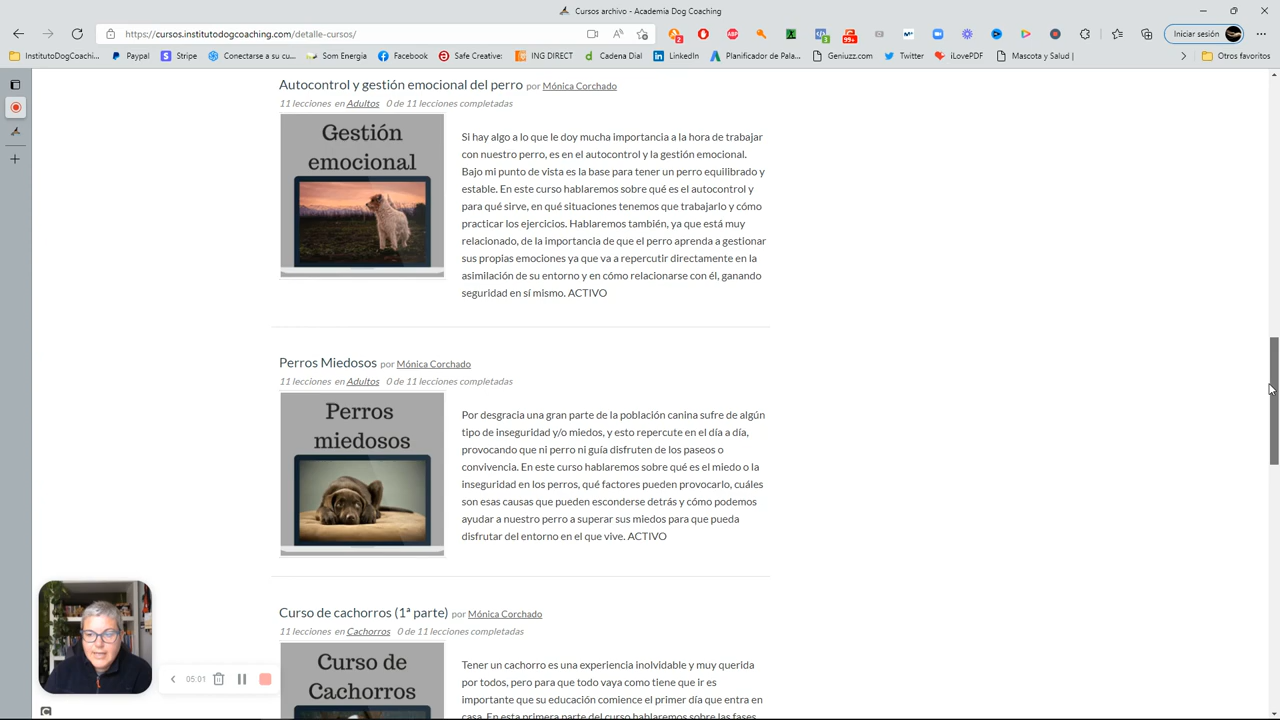 Cursos archivo - Academia Dog Coaching
https://cursos.institutodogcoaching.com/detalle-cursos/
Iniciar sesión
InstitutoDogCoachi...
Paypal:
Stripe
Conectarse a su cu...
Som Energia
Facebook
Safe Creative:
ING DIRECT
Cadena Dial
LinkedIn
Planificador de Pala...
Geniuzz.com
iLovePDF
Mascota y Salud |
Otros favoritos
Autocontrol y gestión emocional del perro por Mónica Corchado
11 lecciones en Adultos 0 de 11 lecciones completadas
Gestión
emocional
Si hay algo a lo que le doy mucha importancia a la hora de trabajar
con nuestro perro, es en el autocontrol y la gestión emocional.
Bajo mi punto de vista es la base para tener un perro equilibrado y
estable. En este curso hablaremos sobre qué es el autocontrol y
para qué sirve, en qué situaciones tenemos que trabajarlo y cómo
practicar los ejercicios. Hablaremos también, ya que está muy
relacionado, de la importancia de que el perro aprenda a gestionar
sus propias emociones ya que va a repercutir directamente en la
asimilación de su entorno y en cómo relacionarse con él, ganando
seguridad en sí mismo. ACTIVO
Perros Miedosos por Mónica Corchado
11 lecciones en Adultos 0 de 11 lecciones completadas
Perros
miedosos
Por desgracia una gran parte de la población canina sufre de algún
tipo de inseguridad y/o miedos, y esto repercute en el día a día,
provocando que ni perro ni guía disfruten de los paseos o
convivencia. En este curso hablaremos sobre qué es el miedo o la
inseguridad en los perros, qué factores pueden provocarlo, cuáles
son esas causas que pueden esconderse detrás y cómo podemos
ayudar a nuestro perro a superar sus miedos para que pueda
disfrutar del entorno en el que vive. ACTIVO
Curso de cachorros (1ª parte) por Mónica Corchado
11 lecciones en Cachorros 0 de 11 lecciones completadas
Curso de
Cachorros
Tener un cachorro es una experiencia inolvidable y muy querida
por todos, pero para que todo vaya como tiene que ir es
importante que su educación comience el primer día que entra en
casa. En esta primera parte del curso hablaremos sobre las fases
05:01